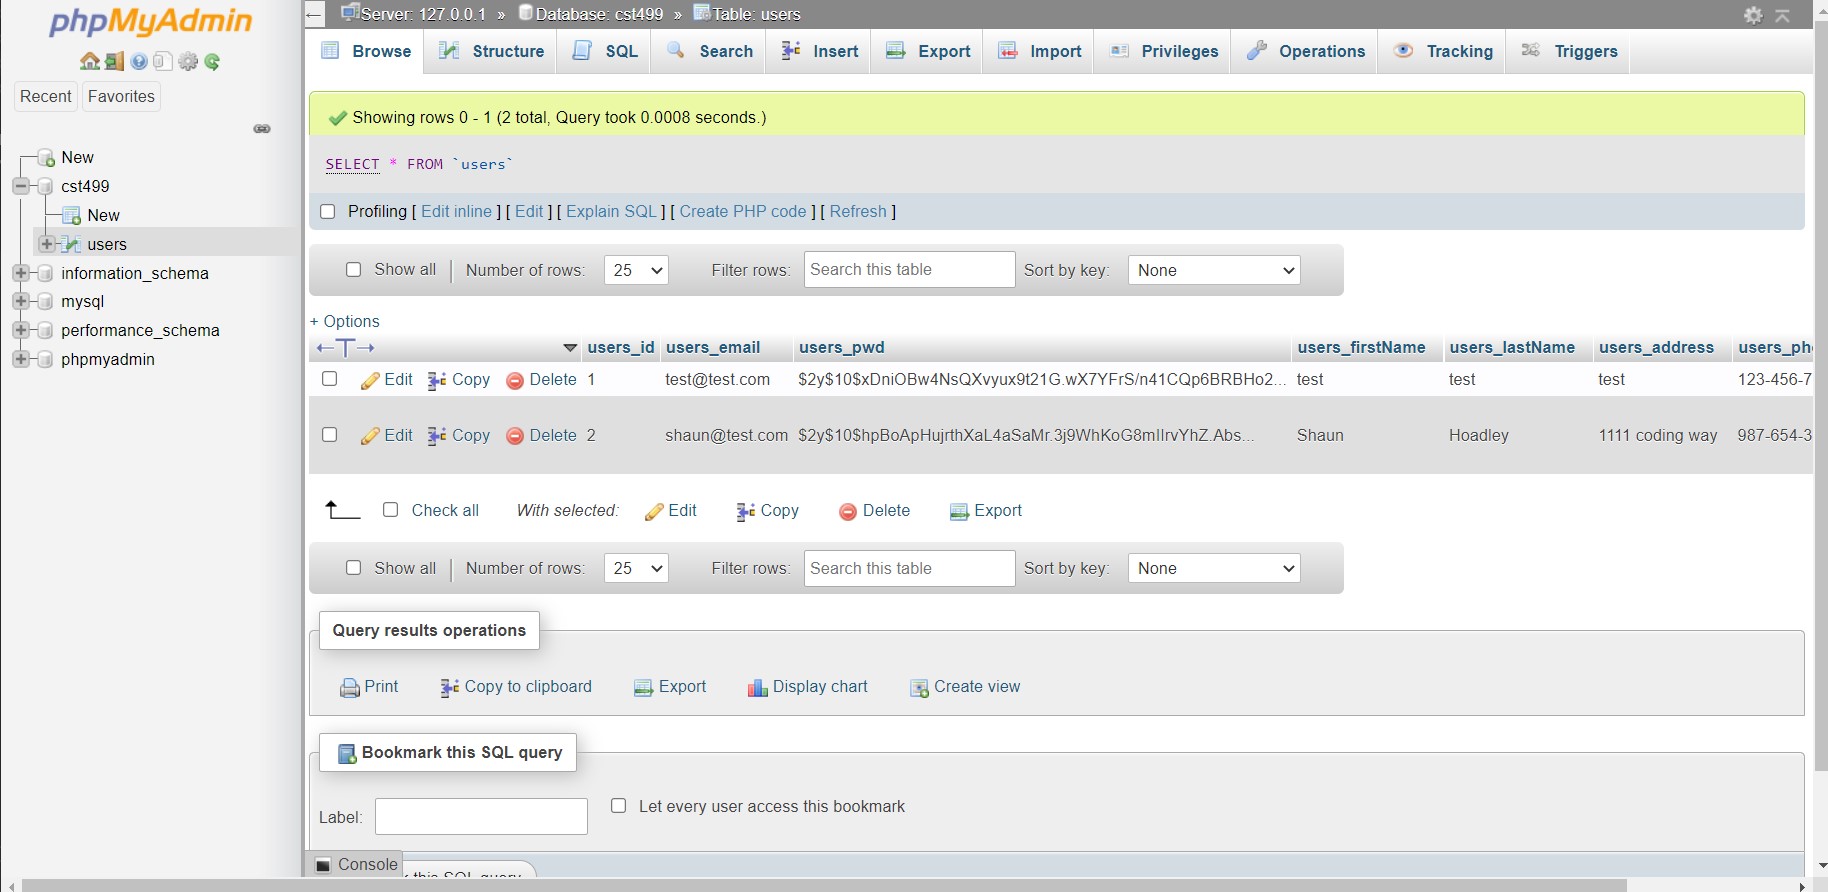 phpMyAdmin
Recent Favorites
New
cst499
New
users
information_schema
mysql
performance_schema
phpmyadmin
Server: 127.0.0.1 » Database: cst499 » Table: users
Browse Structure SQL Search Insert Export Import Privileges Operations Tracking Triggers
Showing rows 0 - 1 (2 total, Query took 0.0008 seconds.)
SELECT * FROM `users`
Profiling [ Edit inline ] [ Edit ] [ Explain SQL ] [ Create PHP code ] [ Refresh ]
Show all Number of rows: 25 Filter rows: Search this table Sort by key: None
+ Options
users_id users_email users_pwd users_firstName users_lastName users_address users_pho
Edit Copy Delete 1 test@test.com $2y$10$xDniOBw4NsQXvyux9t21G.wX7YFrS/n41CQp6BRBHo2... test test test 123-456-7
Edit Copy Delete 2 shaun@test.com $2y$10$hpBoApHujrthXaL4aSaMr.3j9WhKoG8mIlrvYhZ.Abs... Shaun Hoadley 1111 coding way 987-654-3
Check all With selected: Edit Copy Delete Export
Show all Number of rows: 25 Filter rows: Search this table Sort by key: None
Query results operations
Print Copy to clipboard Export Display chart Create view
Bookmark this SQL query
Label: Let every user access this bookmark
Console this SQL query